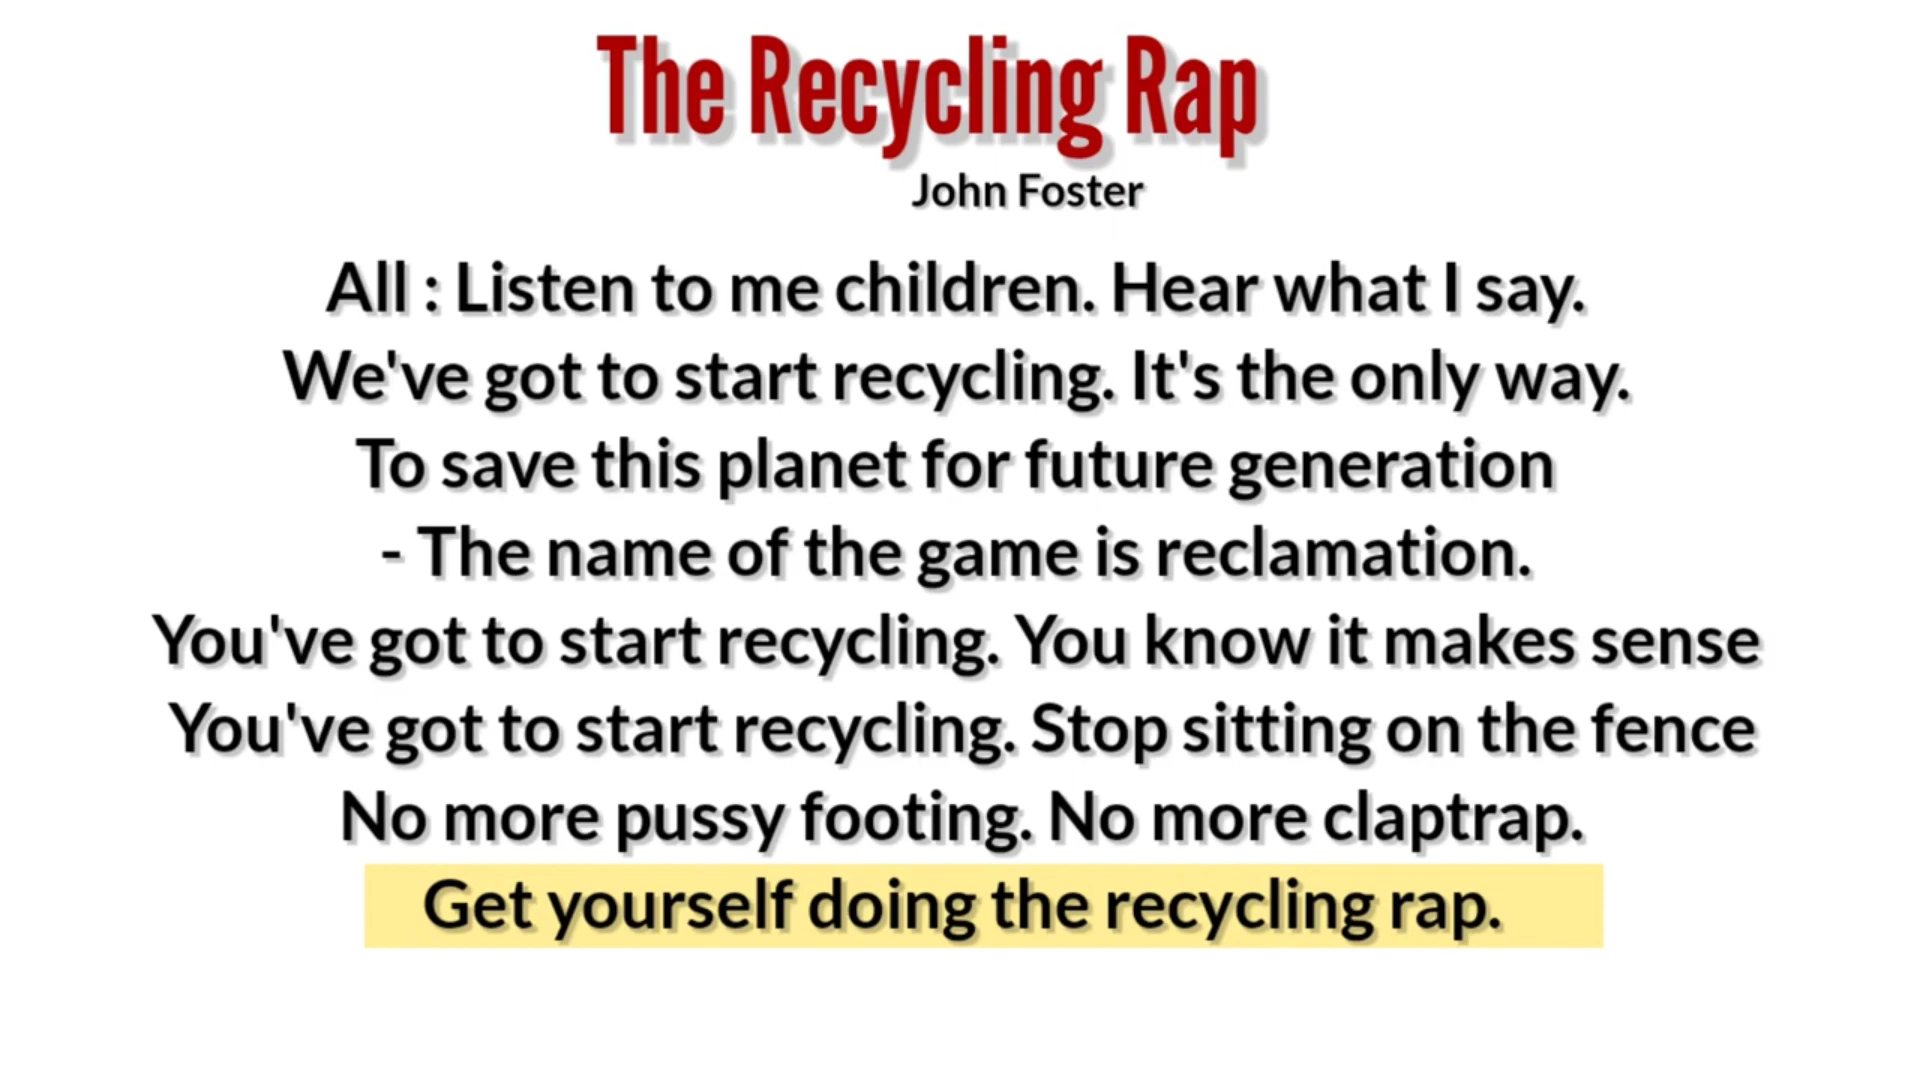 The Recycling Rap
John Foster
All : Listen to me children. Hear what I say.
We've got to start recycling. It's the only way.
To save this planet for future generation
- The name of the game is reclamation.
You've got to start recycling. You know it makes sense
You've got to start recycling. Stop sitting on the fence
No more pussy footing. No more claptrap.
Get yourself doing the recycling rap.